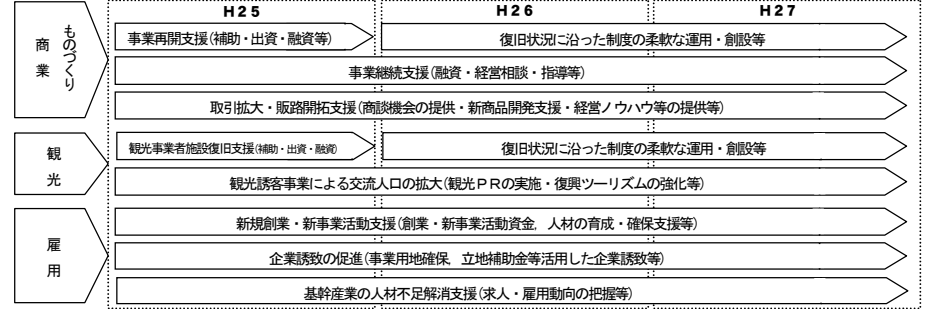 H25 H26 H27
ものづくり
商業
事業再開支援(補助・出資・融資等) 復旧状況に沿った制度の柔軟な運用・創設等
事業継続支援(融資・経営相談・指導等)
取引拡大・販路開拓支援(商談機会の提供・新商品開発支援・経営ノウハウ等の提供等)
観光
観光事業者施設復旧支援(補助・出資・融資) 復旧状況に沿った制度の柔軟な運用・創設等
観光誘客事業による交流人口の拡大(観光PRの実施・復興ツーリズムの強化等)
雇用
新規創業・新事業活動支援(創業・新事業活動資金，人材の育成・確保支援等)
企業誘致の促進(事業用地確保，立地補助金等活用した企業誘致等)
基幹産業の人材不足解消支援(求人・雇用動向の把握等)